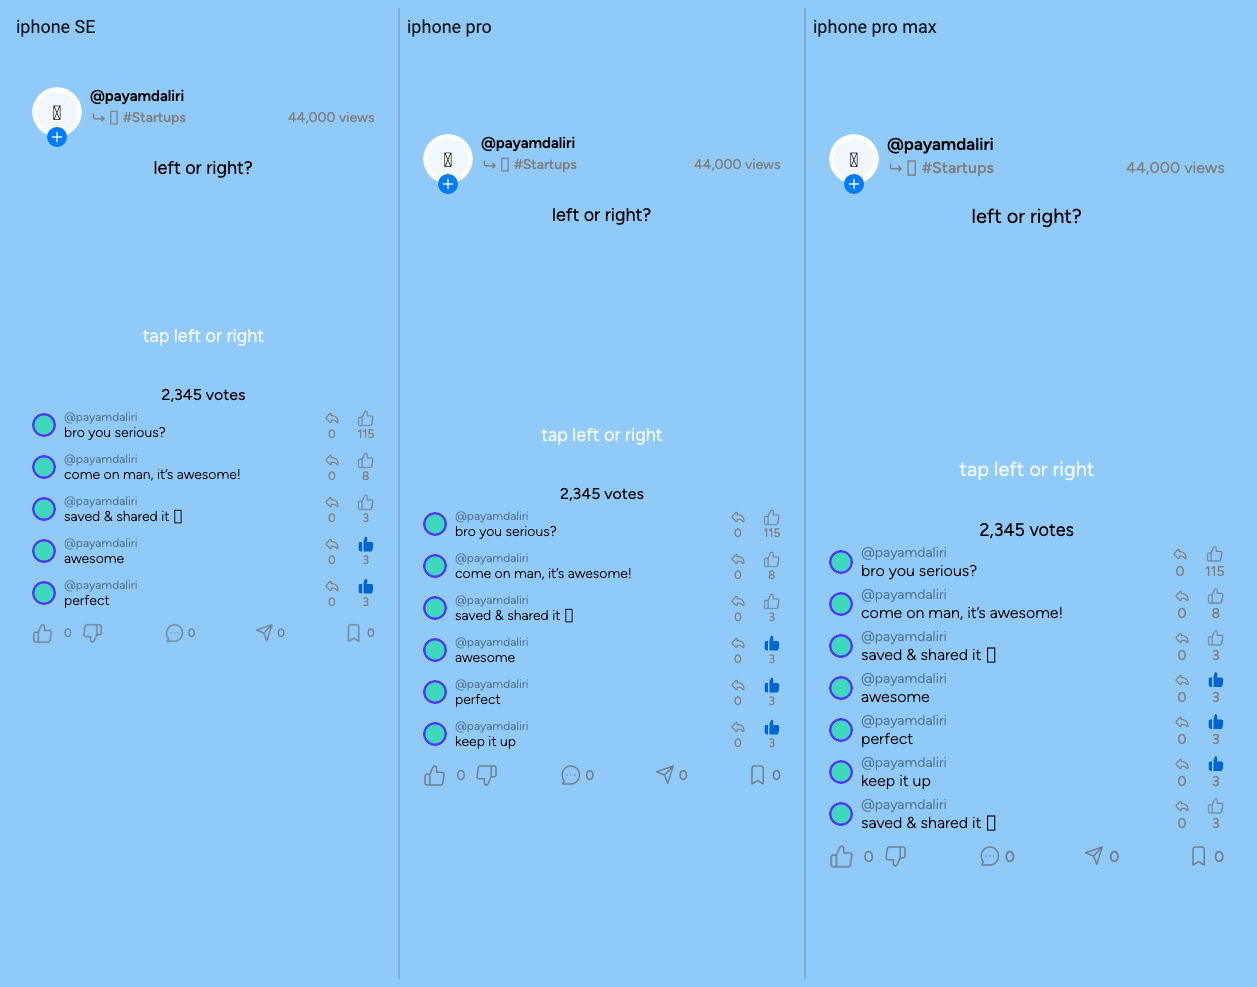 iphone SE
@payamdaliri
#Startups 44,000 views
left or right?
tap left or right
2,345 votes
@payamdaliri
bro you serious?
0 115
@payamdaliri
come on man, it's awesome!
0 8
@payamdaliri
saved & shared it
0 3
@payamdaliri
awesome
0 3
@payamdaliri
perfect
0 3
0 0 0 0
iphone pro
@payamdaliri
#Startups 44,000 views
left or right?
tap left or right
2,345 votes
@payamdaliri
bro you serious?
0 115
@payamdaliri
come on man, it's awesome!
0 8
@payamdaliri
saved & shared it
0 3
@payamdaliri
awesome
0 3
@payamdaliri
perfect
0 3
@payamdaliri
keep it up
0 3
0 0 0 0
iphone pro max
@payamdaliri
#Startups 44,000 views
left or right?
tap left or right
2,345 votes
@payamdaliri
bro you serious?
0 115
@payamdaliri
come on man, it's awesome!
0 8
@payamdaliri
saved & shared it
0 3
@payamdaliri
awesome
0 3
@payamdaliri
perfect
0 3
@payamdaliri
keep it up
0 3
@payamdaliri
saved & shared it
0 3
0 0 0 0